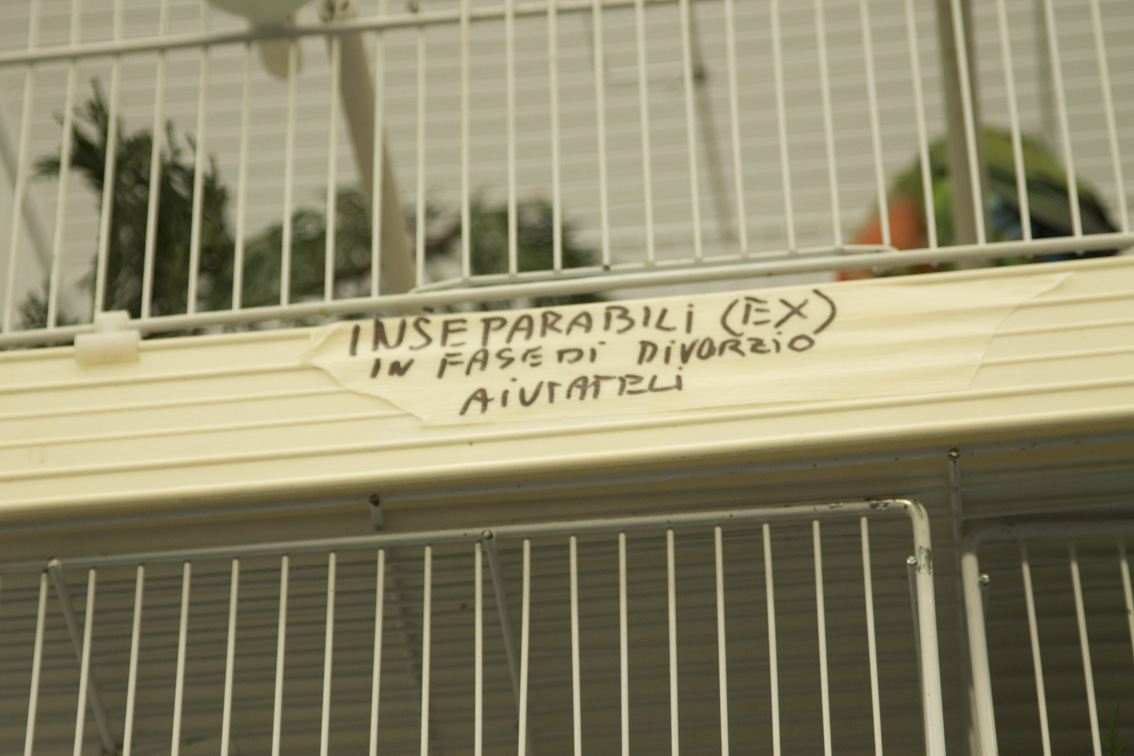 INSEPARABILI (EX)
IN FASE DI DIVORZIO
AIUTATELI